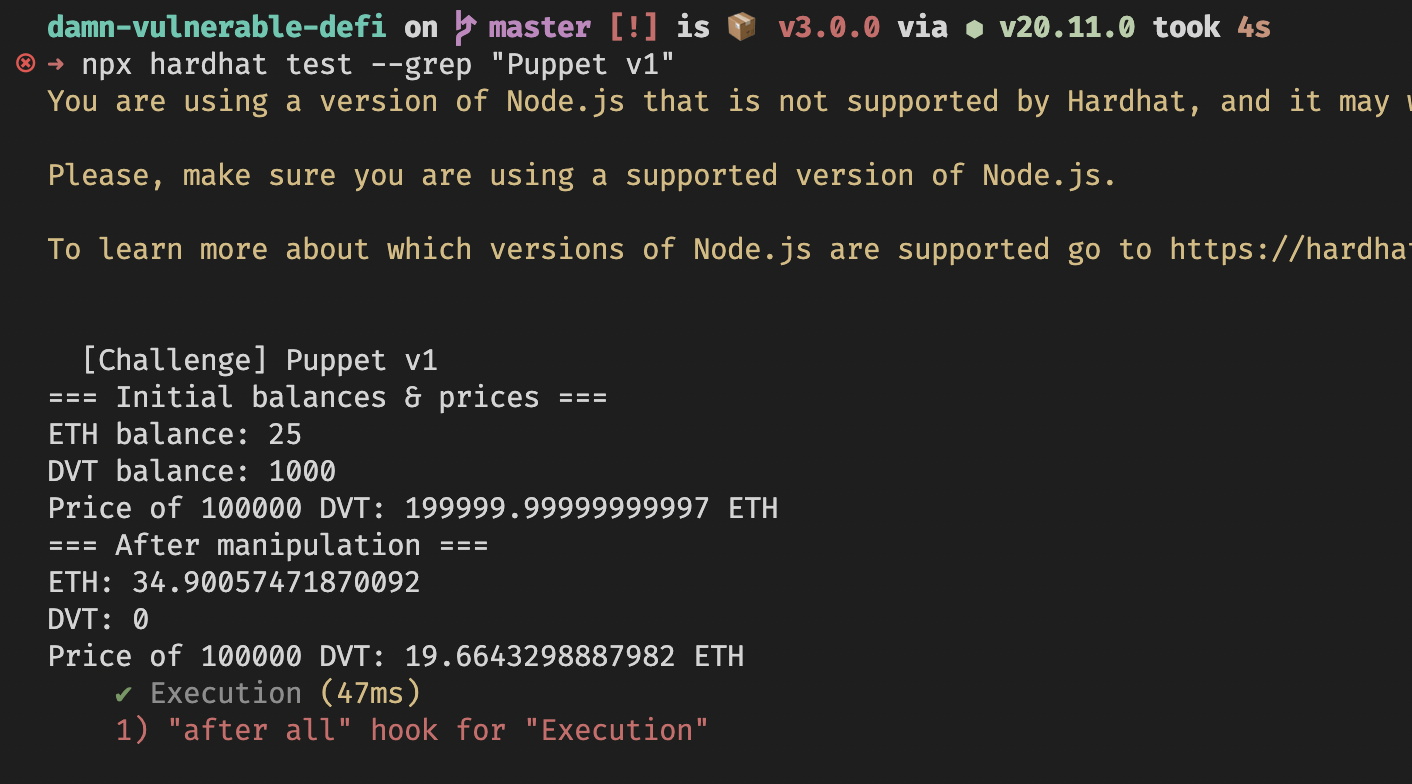 damn-vulnerable-defi on master [!] is 📦 v3.0.0 via ⬢ v20.11.0 took 4s
⊗ → npx hardhat test --grep "Puppet v1"
You are using a version of Node.js that is not supported by Hardhat, and it may
Please, make sure you are using a supported version of Node.js.
To learn more about which versions of Node.js are supported go to https://hardha
[Challenge] Puppet v1
=== Initial balances & prices ===
ETH balance: 25
DVT balance: 1000
Price of 100000 DVT: 199999.99999999997 ETH
=== After manipulation ===
ETH: 34.90057471870092
DVT: 0
Price of 100000 DVT: 19.6643298887982 ETH
✔ Execution (47ms)
1) "after all" hook for "Execution"